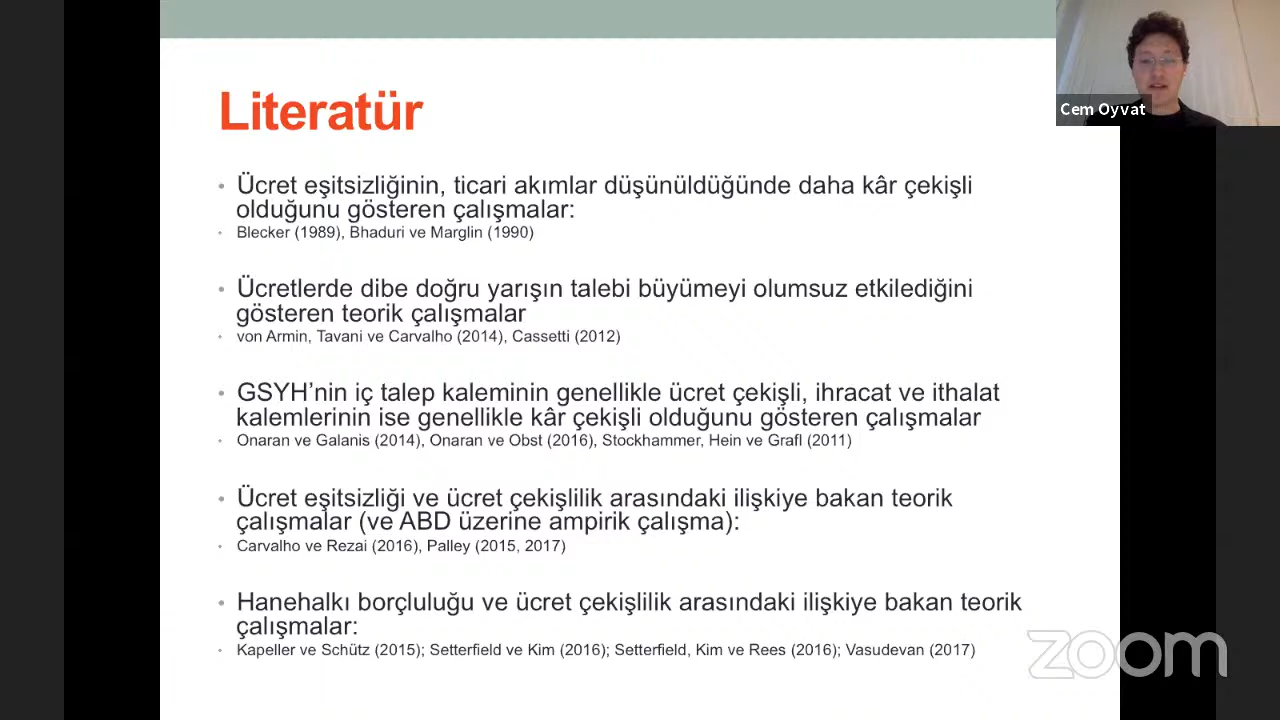 Literatür
• Ücret eşitsizliğinin, ticari akımlar düşünüldüğünde daha kâr çekişli
olduğunu gösteren çalışmalar:
• Blecker (1989), Bhaduri ve Marglin (1990)
• Ücretlerde dibe doğru yarışın talebi büyümeyi olumsuz etkilediğini
gösteren teorik çalışmalar
• von Armin, Tavani ve Carvalho (2014), Cassetti (2012)
• GSYH’nin iç talep kaleminin genellikle ücret çekişli, ihracat ve ithalat
kalemlerinin ise genellikle kâr çekişli olduğunu gösteren çalışmalar
• Onaran ve Galanis (2014), Onaran ve Obst (2016), Stockhammer, Hein ve Grafl (2011)
• Ücret eşitsizliği ve ücret çekişlilik arasındaki ilişkiye bakan teorik
çalışmalar (ve ABD üzerine ampirik çalışma):
• Carvalho ve Rezai (2016), Palley (2015, 2017)
• Hanehalkı borçluluğu ve ücret çekişlilik arasındaki ilişkiye bakan teorik
çalışmalar:
• Kapeller ve Schütz (2015); Setterfield ve Kim (2016); Setterfield, Kim ve Rees (2016); Vasudevan (2017)
Cem Oyvat
zoom